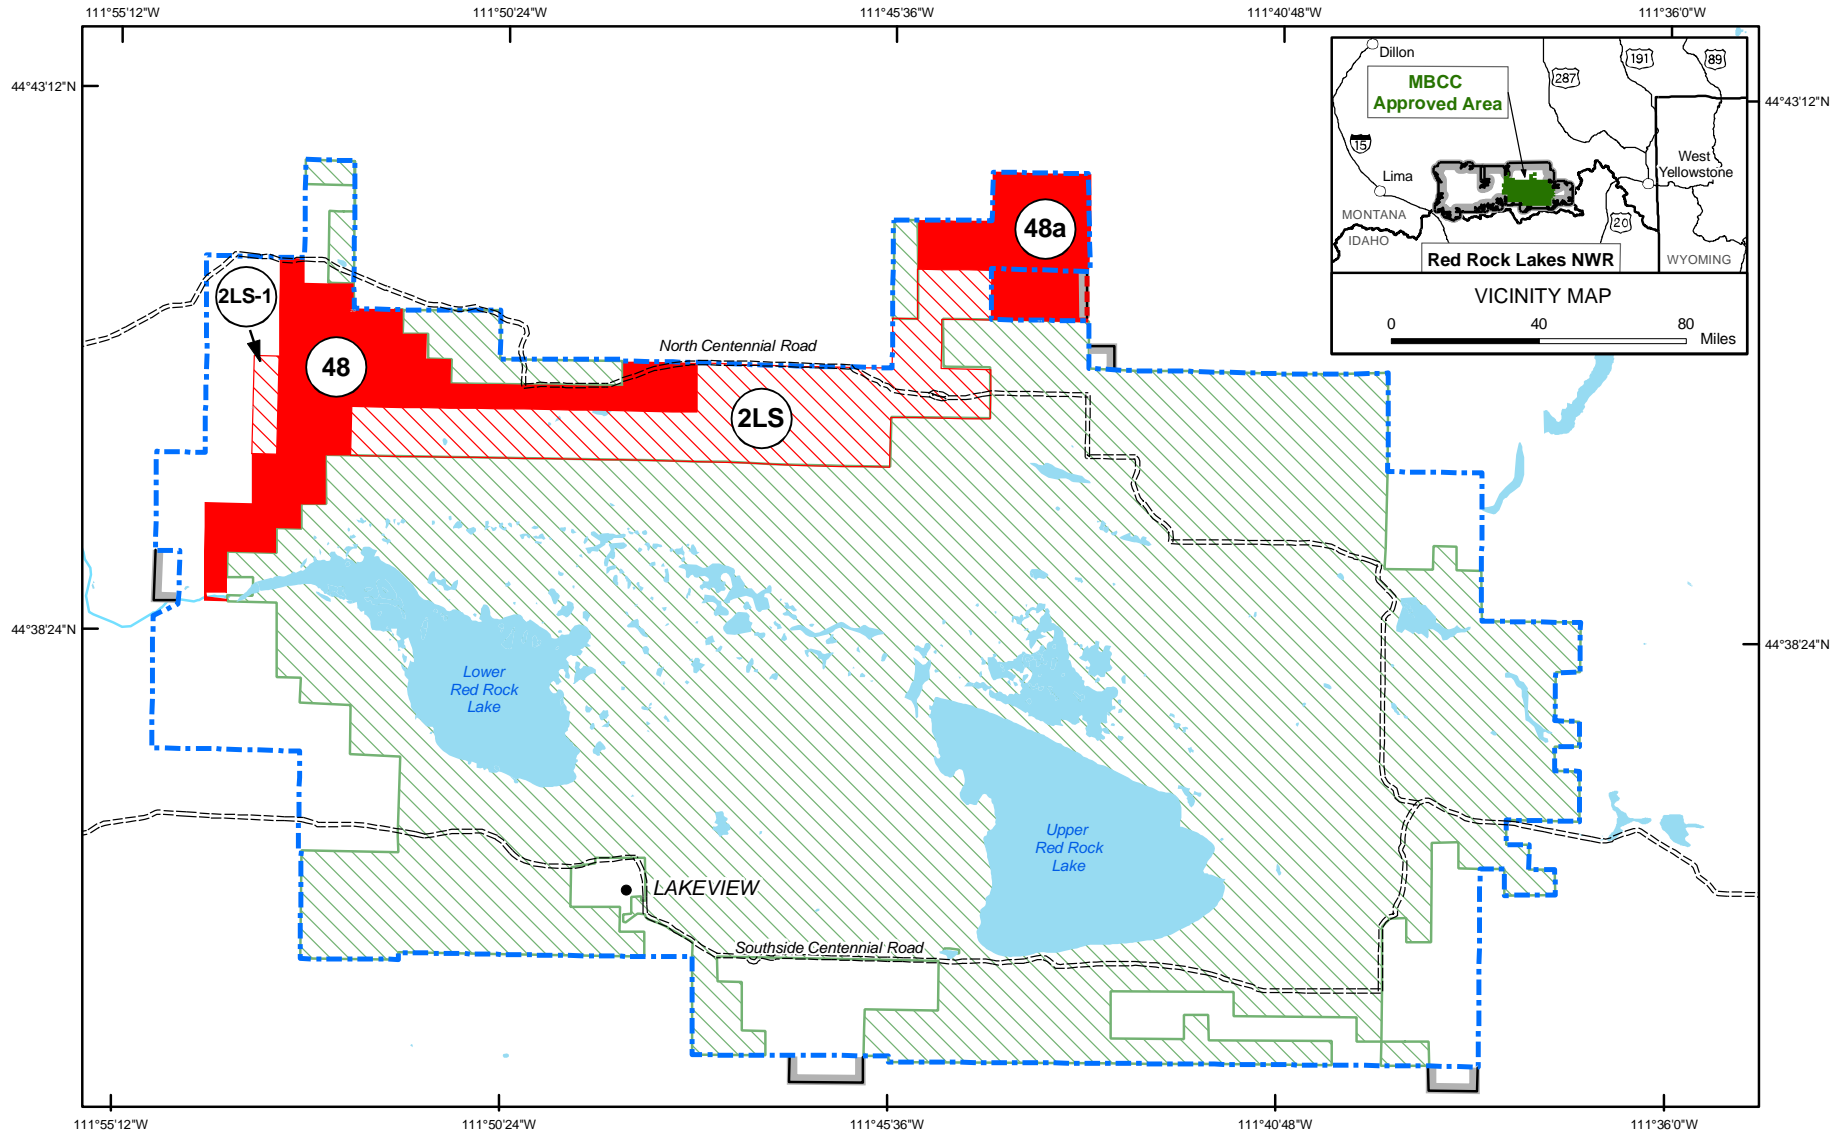 111°55'12"W
111°50'24"W
111°45'36"W
111°40'48"W
111°36'0"W
44°43'12"N
44°43'12"N
Dillon
287
191
89
MBCC
Approved Area
15
Lima
West
Yellowstone
MONTANA
IDAHO
20
WYOMING
Red Rock Lakes NWR
VICINITY MAP
0
40
80
Miles
48a
2LS-1
48
North Centennial Road
2LS
44°38'24"N
44°38'24"N
Lower
Red Rock
Lake
Upper
Red Rock
Lake
LAKEVIEW
Southside Centennial Road
111°55'12"W
111°50'24"W
111°45'36"W
111°40'48"W
111°36'0"W